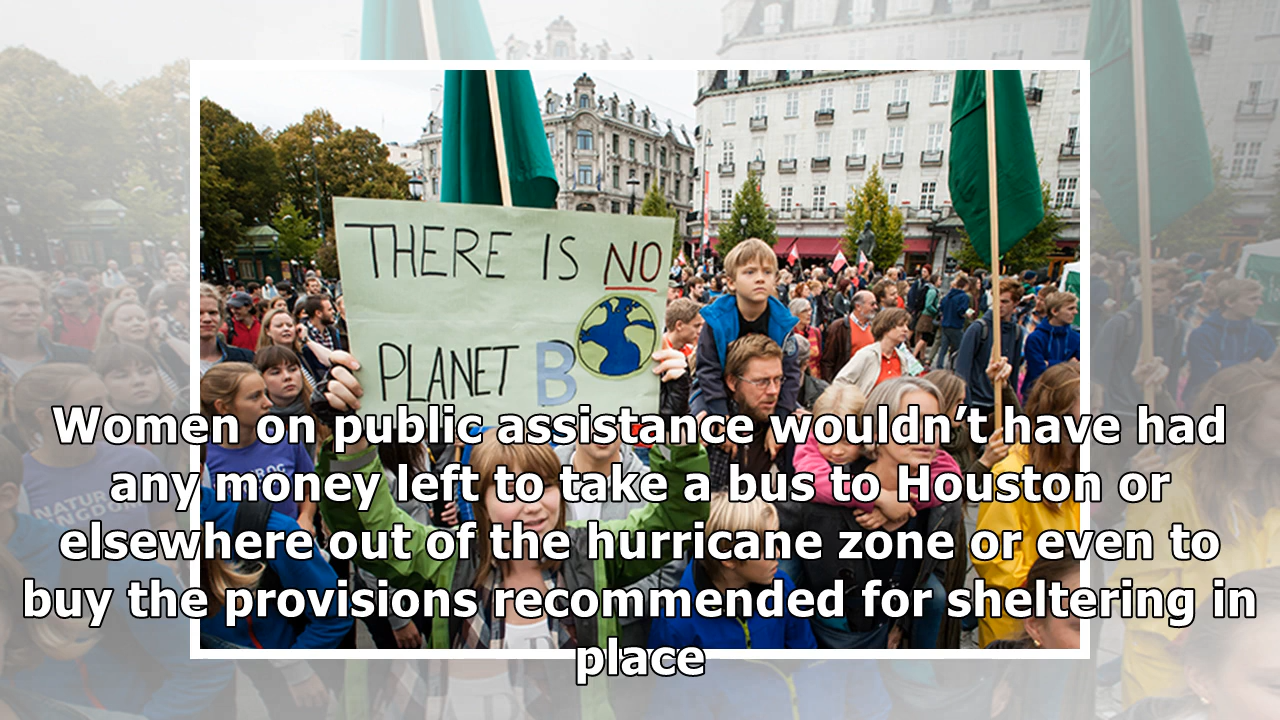 THERE IS NO
PLANET B
Women on public assistance wouldn’t have had
any money left to take a bus to Houston or
elsewhere out of the hurricane zone or even to
buy the provisions recommended for sheltering in
place